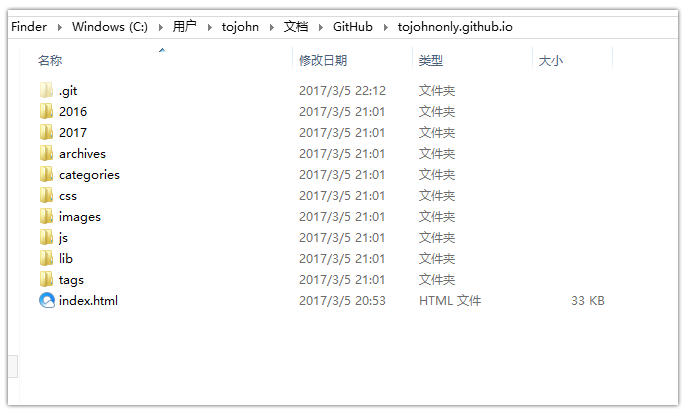 Finder Windows (C:) 用户 tojohn 文档 GitHub tojohnonly.github.io
名称 修改日期 类型 大小
.git 2017/3/5 22:12 文件夹
2016 2017/3/5 21:01 文件夹
2017 2017/3/5 21:01 文件夹
archives 2017/3/5 21:01 文件夹
categories 2017/3/5 21:01 文件夹
css 2017/3/5 21:01 文件夹
images 2017/3/5 21:01 文件夹
js 2017/3/5 21:01 文件夹
lib 2017/3/5 21:01 文件夹
tags 2017/3/5 21:01 文件夹
index.html 2017/3/5 20:53 HTML 文件 33 KB